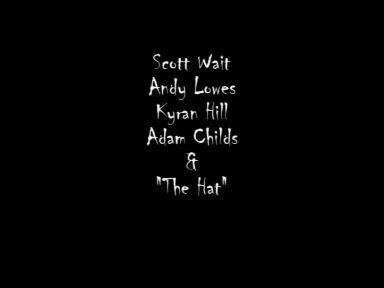 Scott Wait
Andy Lowes
Kyran Hill
Adam Childs
&
"The Hat"